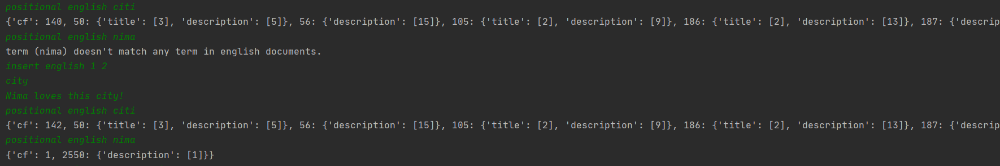 positional english citi
{'cf': 140, 50: {'title': [3], 'description': [5]}, 56: {'description': [15]}, 105: {'title': [2], 'description': [9]}, 186: {'title': [2], 'description': [13]}, 187: {'descrip
positional english nima
term (nima) doesn't match any term in english documents.
insert english 1 2
city
Nima loves this city!
positional english citi
{'cf': 142, 50: {'title': [3], 'description': [5]}, 56: {'description': [15]}, 105: {'title': [2], 'description': [9]}, 186: {'title': [2], 'description': [13]}, 187: {'descrip
positional english nima
{'cf': 1, 2550: {'description': [1]}}